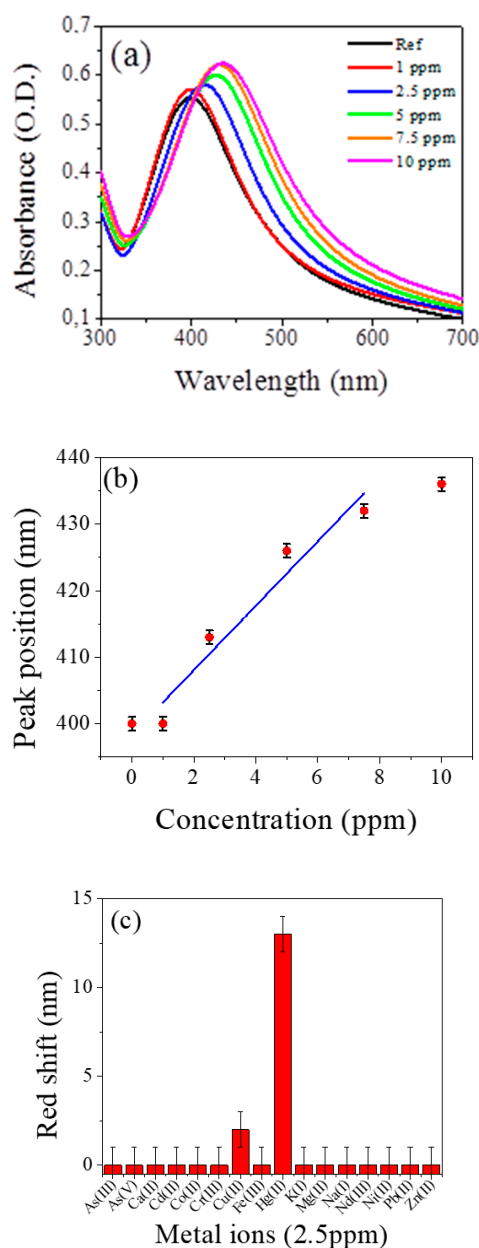 (a)
Ref
1 ppm
2.5 ppm
5 ppm
7.5 ppm
10 ppm
Absorbance (O.D.)
0.7
0.6
0.5
0.4
0.3
0.2
0,1
300 400 500 600 700
Wavelength (nm)
(b)
Peak position (nm)
440
430
420
410
400
0 2 4 6 8 10
Concentration (ppm)
(c)
Red shift (nm)
15
10
5
0
As(III) As(V) Ca(II) Cd(II) Co(II) Cr(III) Cu(II) Fe(III) Hg(II) K(I) Mg(II) Na(I) Nd(III) Ni(II) Pb(II) Zn(II)
Metal ions (2.5ppm)